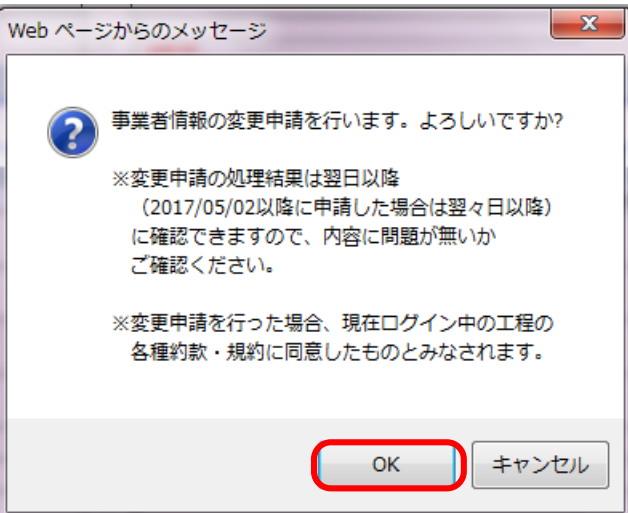 Web ページからのメッセージ
事業者情報の変更申請を行います。よろしいですか?
※変更申請の処理結果は翌日以降
（2017/05/02以降に申請した場合は翌々日以降）
に確認できますので、内容に問題が無いか
ご確認ください。
※変更申請を行った場合、現在ログイン中の工程の
各種約款・規約に同意したものとみなされます。
OK
キャンセル